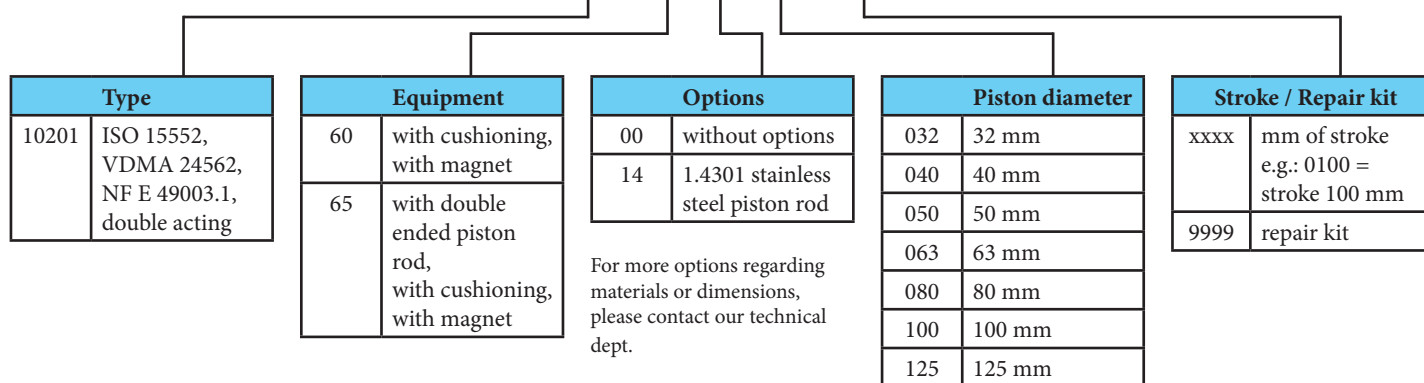 Type
10201 ISO 15552,
VDMA 24562,
NF E 49003.1,
double acting
Equipment
60 with cushioning,
with magnet
65 with double
ended piston
rod,
with cushioning,
with magnet
Options
00 without options
14 1.4301 stainless
steel piston rod
For more options regarding
materials or dimensions,
please contact our technical
dept.
Piston diameter
032 32 mm
040 40 mm
050 50 mm
063 63 mm
080 80 mm
100 100 mm
125 125 mm
Stroke / Repair kit
xxxx mm of stroke
e.g.: 0100 =
stroke 100 mm
9999 repair kit